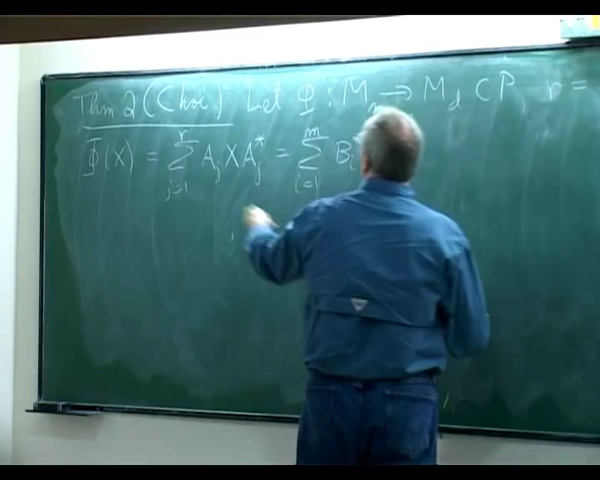 Thm 2 (Choi) Let Φ : M_n → M_d CP, r =
Φ(X) = Σ_{j=1}^{r} A_j X A_j^* = Σ_{i=1}^{m} B_i